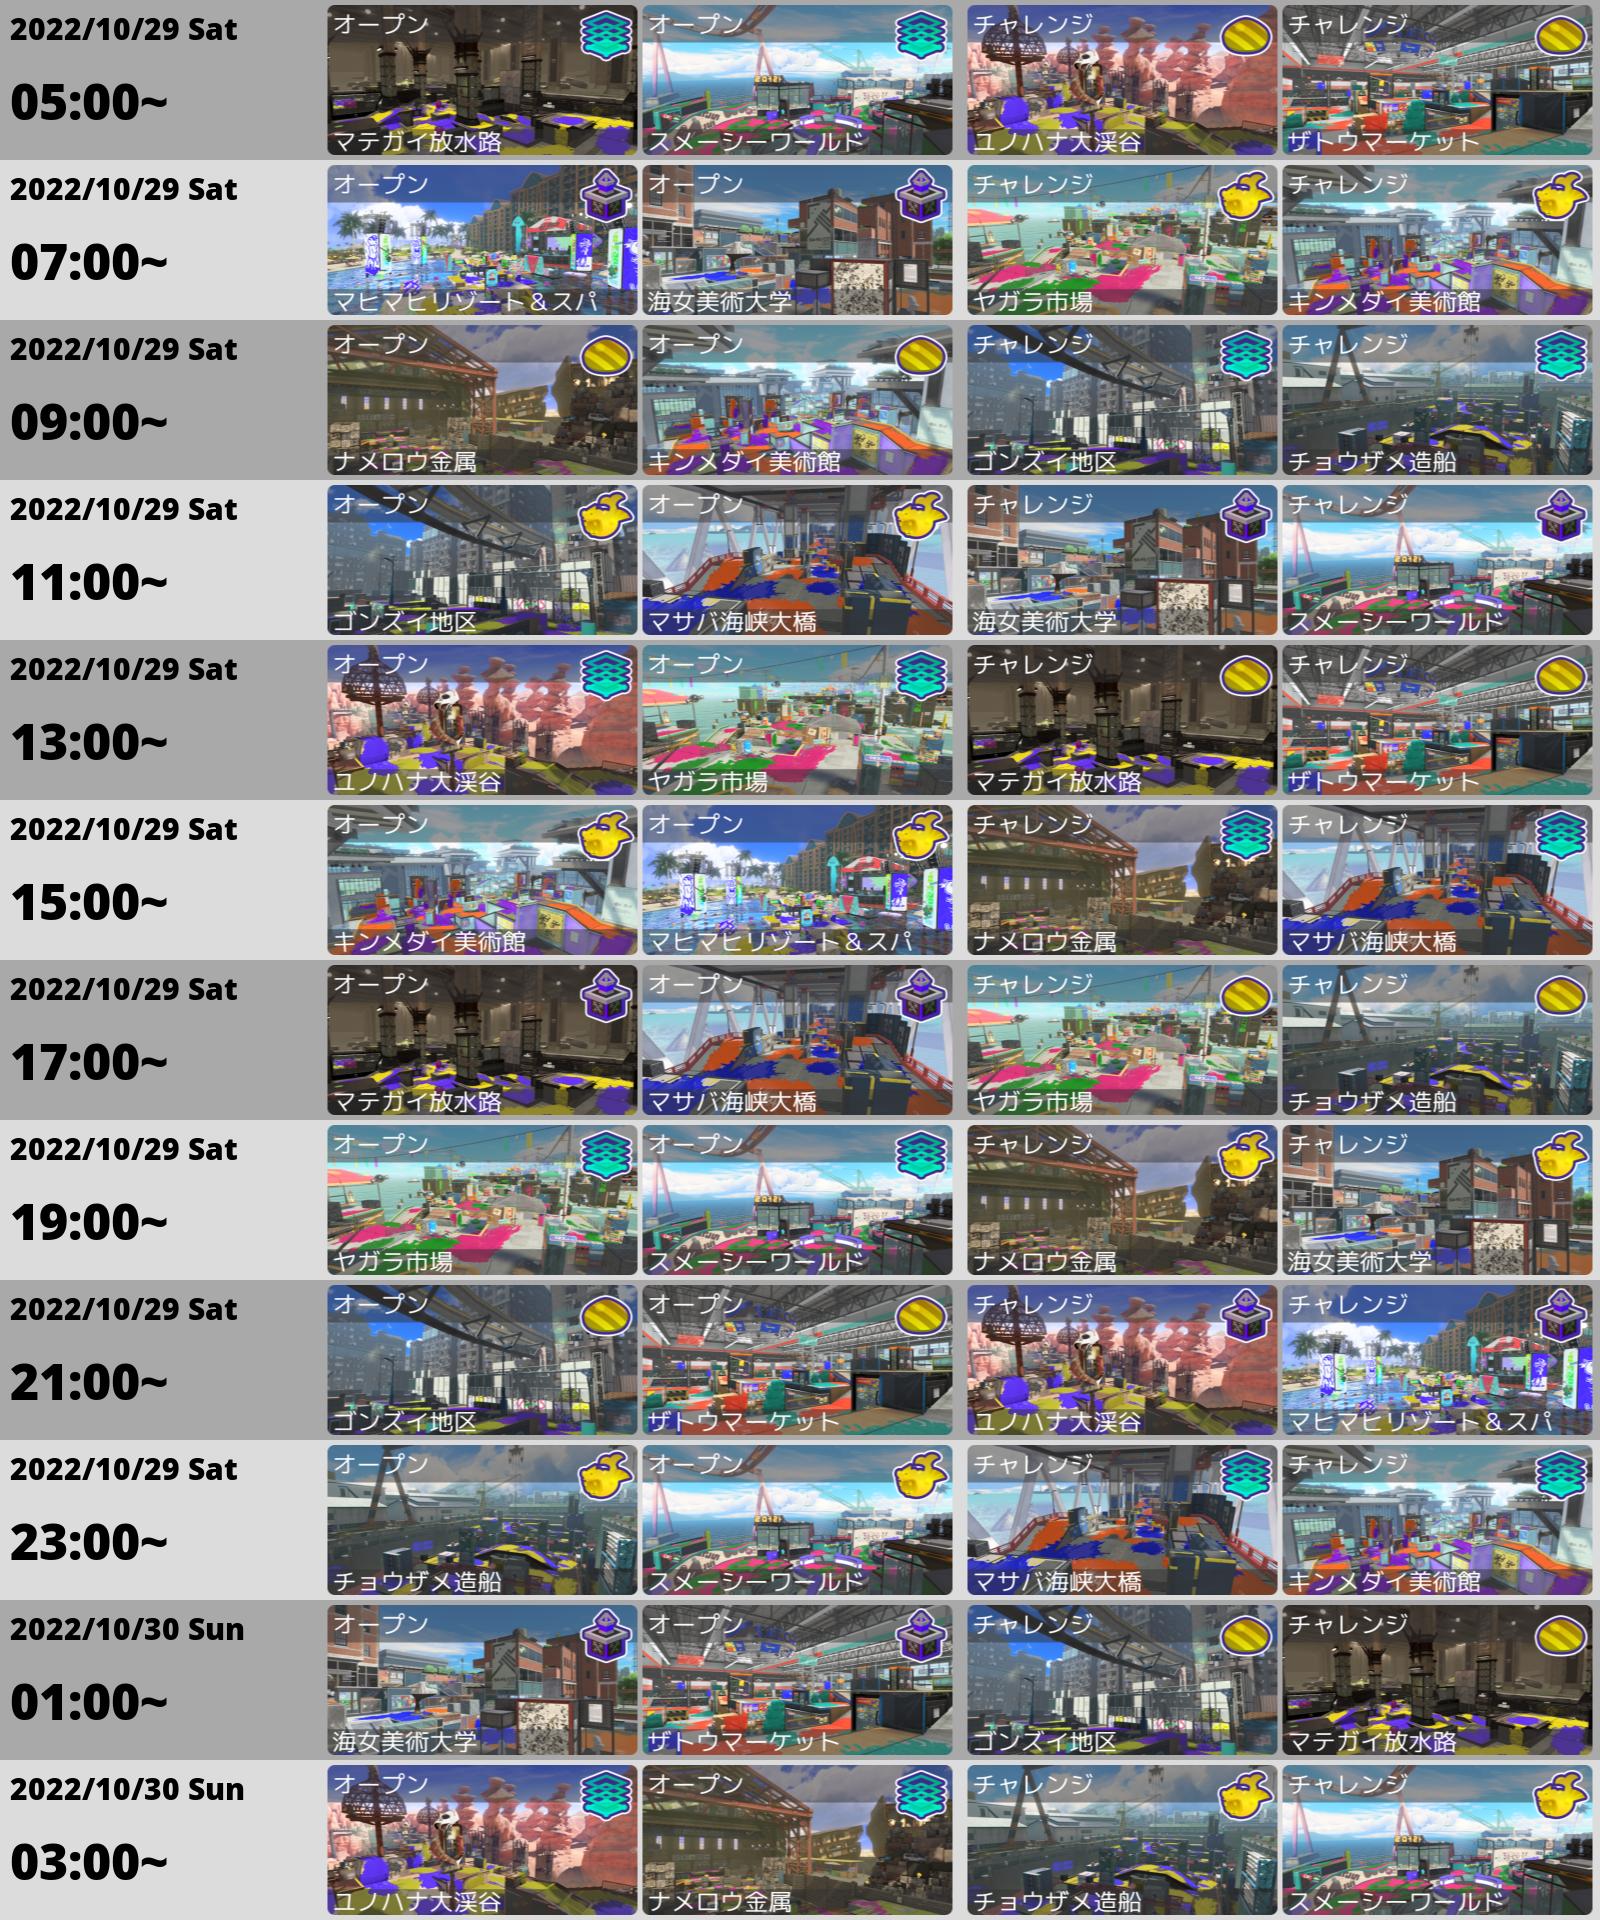 2022/10/29 Sat
05:00~
オープン
マテガイ放水路
オープン
スメーシーワールド
チャレンジ
ユノハナ大渓谷
チャレンジ
ザトウマーケット
2022/10/29 Sat
07:00~
オープン
マヒマヒリゾート＆スパ
オープン
海女美術大学
チャレンジ
ヤガラ市場
チャレンジ
キンメダイ美術館
2022/10/29 Sat
09:00~
オープン
ナメロウ金属
オープン
キンメダイ美術館
チャレンジ
ゴンズイ地区
チャレンジ
チョウザメ造船
2022/10/29 Sat
11:00~
オープン
ゴンズイ地区
オープン
マサバ海峡大橋
チャレンジ
海女美術大学
チャレンジ
スメーシーワールド
2022/10/29 Sat
13:00~
オープン
ユノハナ大渓谷
オープン
ヤガラ市場
チャレンジ
マテガイ放水路
チャレンジ
ザトウマーケット
2022/10/29 Sat
15:00~
オープン
キンメダイ美術館
オープン
マヒマヒリゾート＆スパ
チャレンジ
ナメロウ金属
チャレンジ
マサバ海峡大橋
2022/10/29 Sat
17:00~
オープン
マテガイ放水路
オープン
マサバ海峡大橋
チャレンジ
ヤガラ市場
チャレンジ
チョウザメ造船
2022/10/29 Sat
19:00~
オープン
ヤガラ市場
オープン
スメーシーワールド
チャレンジ
ナメロウ金属
チャレンジ
海女美術大学
2022/10/29 Sat
21:00~
オープン
ゴンズイ地区
オープン
ザトウマーケット
チャレンジ
ユノハナ大渓谷
チャレンジ
マヒマヒリゾート＆スパ
2022/10/29 Sat
23:00~
オープン
チョウザメ造船
オープン
スメーシーワールド
チャレンジ
マサバ海峡大橋
チャレンジ
キンメダイ美術館
2022/10/30 Sun
01:00~
オープン
海女美術大学
オープン
ザトウマーケット
チャレンジ
ゴンズイ地区
チャレンジ
マテガイ放水路
2022/10/30 Sun
03:00~
オープン
ユノハナ大渓谷
オープン
ナメロウ金属
チャレンジ
チョウザメ造船
チャレンジ
スメーシーワールド